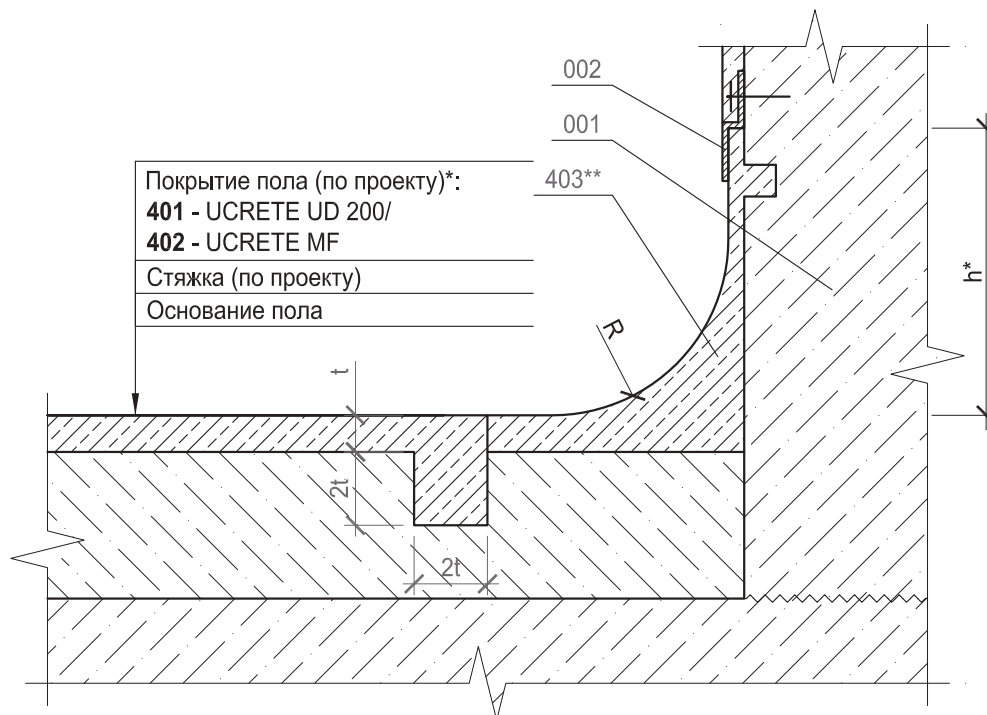 002
001
403**
Покрытие пола (по проекту)*:
401 - UCRETE UD 200/
402 - UCRETE MF
Стяжка (по проекту)
Основание пола
h*
R
t
2t
2t